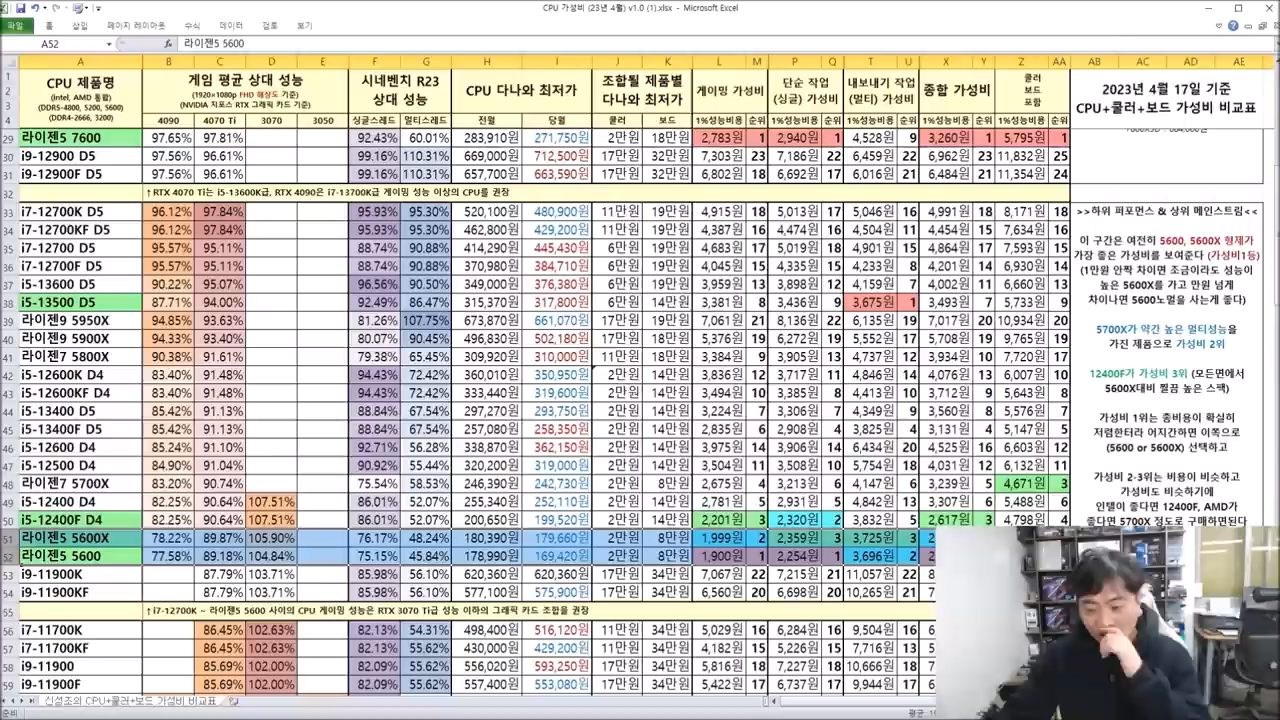 CPU 가성비 (23년 4월) v1.0 (1).xlsx - Microsoft Excel
파일 홈 삽입 페이지 레이아웃 수식 데이터 검토 보기
A52 fx 라이젠5 5600
A B C D E F G H I J K L M P Q T U X Y Z AA AB AC AD AE
1 CPU 제품명 게임 평균 상대 성능 시네벤치 R23 CPU 다나와 최저가 조합될 제품별 게이밍 가성비 단순 작업 내보내기 작업 종합 가성비 쿨러 2023년 4월 17일 기준
2 (intel, AMD 통합) (1920×1080p FHD 해상도 기준) 상대 성능 다나와 최저가 (싱글) 가성비 (멀티) 가성비 보드 CPU+쿨러+보드 가성비 비교표
3 (DDR5-4800, 5200, 5600) (NVIDIA 지포스 RTX 그래픽 카드 기준) 포함
4 (DDR4-2666, 3200) 4090 4070 Ti 3070 3050 싱글스레드 멀티스레드 전월 당월 쿨러 보드 1%성능비용 순위 1%성능비용 순위 1%성능비용 순위 1%성능비용 순위 1%성능비용 순위
29 라이젠5 7600 97.65% 97.81% 92.43% 60.01% 283,910원 271,750원 2만원 18만원 2,783원 1 2,940원 1 4,528원 9 3,260원 1 5,795원 1
30 i9-12900 D5 97.56% 96.61% 99.16% 110.31% 669,000원 712,500원 17만원 32만원 7,303원 23 7,186원 22 6,459원 22 6,962원 23 11,832원 25
31 i9-12900F D5 97.56% 96.61% 99.16% 110.31% 657,710원 663,590원 17만원 32만원 6,802원 18 6,692원 17 6,016원 21 6,484원 21 11,354원 24
32 ↑ RTX 4070 Ti는 i5-13600K급, RTX 4090은 i7-13700K급 게이밍 성능 이상의 CPU를 권장
33 i7-12700K D5 96.12% 97.84% 95.93% 95.30% 520,100원 480,900원 11만원 19만원 4,915원 18 5,013원 17 5,046원 16 4,991원 18 8,171원 18
34 i7-12700KF D5 96.12% 97.84% 95.93% 95.30% 462,800원 429,200원 11만원 19만원 4,387원 16 4,474원 16 4,504원 11 4,454원 15 7,634원 16
35 i7-12700 D5 95.57% 95.11% 88.74% 90.88% 414,290원 445,430원 6만원 19만원 4,683원 17 5,019원 18 4,901원 15 4,864원 17 7,593원 15
36 i7-12700F D5 95.57% 95.11% 88.74% 90.88% 370,980원 384,710원 6만원 19만원 4,045원 15 4,335원 15 4,233원 8 4,201원 14 6,930원 14
37 i5-13600 D5 90.22% 95.07% 96.56% 90.50% 349,000원 376,380원 6만원 19만원 3,959원 13 3,898원 12 4,159원 7 4,002원 11 6,660원 13
38 i5-13500 D5 87.71% 94.00% 92.49% 86.47% 315,370원 317,800원 6만원 19만원 3,381원 8 3,436원 9 3,675원 1 3,493원 7 5,733원 9
39 라이젠9 5950X 94.85% 93.63% 81.26% 107.75% 673,870원 661,070원 17만원 18만원 7,061원 21 8,136원 22 6,135원 19 7,017원 20 10,934원 20
40 라이젠9 5900X 94.33% 93.40% 80.07% 90.45% 496,830원 502,180원 17만원 18만원 5,376원 19 6,272원 19 5,552원 17 5,708원 19 9,765원 19
41 라이젠7 5800X 90.38% 91.61% 79.38% 65.45% 309,920원 310,000원 11만원 18만원 3,384원 9 3,905원 13 4,737원 12 3,934원 10 7,720원 17
42 i5-12600K D4 83.40% 91.48% 94.43% 72.42% 360,010원 350,950원 2만원 14만원 3,836원 12 3,717원 11 4,846원 14 4,076원 13 6,007원 10
43 i5-12600KF D4 83.40% 91.48% 94.43% 72.42% 333,440원 319,600원 2만원 14만원 3,494원 10 3,385원 8 4,413원 10 3,712원 9 5,643원 8
44 i5-13400 D5 85.42% 91.13% 88.84% 67.54% 297,270원 293,750원 2만원 14만원 3,224원 7 3,306원 7 4,349원 9 3,560원 8 5,576원 7
45 i5-13400F D5 85.42% 91.13% 88.84% 67.54% 257,080원 258,350원 2만원 14만원 2,835원 6 2,908원 4 3,825원 4 3,131원 4 5,147원 5
46 i5-12600 D4 85.24% 91.10% 92.71% 56.28% 338,870원 362,150원 2만원 14만원 3,975원 14 3,906원 14 6,434원 20 4,525원 16 6,603원 12
47 i5-12500 D4 84.90% 91.04% 90.92% 55.44% 320,200원 319,000원 2만원 14만원 3,504원 11 3,508원 10 5,754원 18 4,031원 12 6,132원 11
48 라이젠7 5700X 83.20% 90.74% 75.54% 58.53% 246,390원 242,730원 2만원 8만원 2,675원 4 3,213원 6 4,147원 6 3,239원 5 4,671원 3
49 i5-12400 D4 82.25% 90.64% 107.51% 86.01% 52.07% 255,340원 252,110원 2만원 14만원 2,781원 5 2,931원 5 4,842원 13 3,307원 6 5,488원 6
50 i5-12400F D4 82.25% 90.64% 107.51% 86.01% 52.07% 200,650원 199,520원 2만원 14만원 2,201원 3 2,320원 2 3,832원 5 2,617원 3 4,798원 4
51 라이젠5 5600X 78.22% 89.87% 105.90% 76.17% 48.24% 180,390원 179,660원 2만원 8만원 1,999원 2 2,359원 3 3,725원 3 2
52 라이젠5 5600 77.58% 89.18% 104.84% 75.15% 45.84% 178,990원 169,420원 2만원 8만원 1,900원 1 2,254원 1 3,696원 2 2
53 i9-11900K 87.79% 103.71% 85.98% 56.10% 620,360원 620,360원 17만원 34만원 7,067원 22 7,215원 21 11,057원 22 8
54 i9-11900KF 87.79% 103.71% 85.98% 56.10% 577,100원 575,900원 17만원 34만원 6,560원 20 6,698원 20 10,265원 21
55 ↑ i7-12700K ~ 라이젠5 5600 사이의 CPU 게이밍 성능은 RTX 3070 Ti급 성능 이하의 그래픽 카드 조합을 권장
56 i7-11700K 86.45% 102.63% 82.13% 54.31% 498,400원 516,120원 11만원 34만원 5,029원 16 6,284원 16 9,504원 16 6
57 i7-11700KF 86.45% 102.63% 82.09% 55.62% 430,000원 429,200원 11만원 34만원 4,182원 15 5,226원 15 7,716원 13
58 i9-11900 85.69% 102.00% 82.09% 55.62% 556,020원 593,250원 17만원 34만원 5,816원 18 7,227원 18 10,666원 18
59 i9-11900F 85.69% 102.00% 82.09% 55.62% 557,400원 553,080원 17만원 34만원 5,422원 17 6,737원 17 9,944원 17
>>하위 퍼포먼스 & 상위 메인스트림<<
이 구간은 여전히 5600, 5600X 형제가
가장 좋은 가성비를 보여준다 (가성비1등)
(1만원 안짝 차이면 조금이라도 성능이
높은 5600X를 가고 만원 넘게
차이나면 5600노멀을 사는게 좋다)
5700X가 약간 높은 멀티성능을
가진 제품으로 가성비 2위
12400F가 가성비 3위 (모든면에서
5600X대비 찔끔 높은 스팩)
가성비 1위는 총비용이 확실히
저렴한터라 어지간하면 이쪽으로
(5600 or 5600X) 선택하고
가성비 2-3위는 비용이 비슷하고
가성비도 비슷하기에
인텔이 좋다면 12400F, AMD가
좋다면 5700X 정도로 구매하면된다
신성조의 CPU+쿨러+보드 가성비 비교표
준비